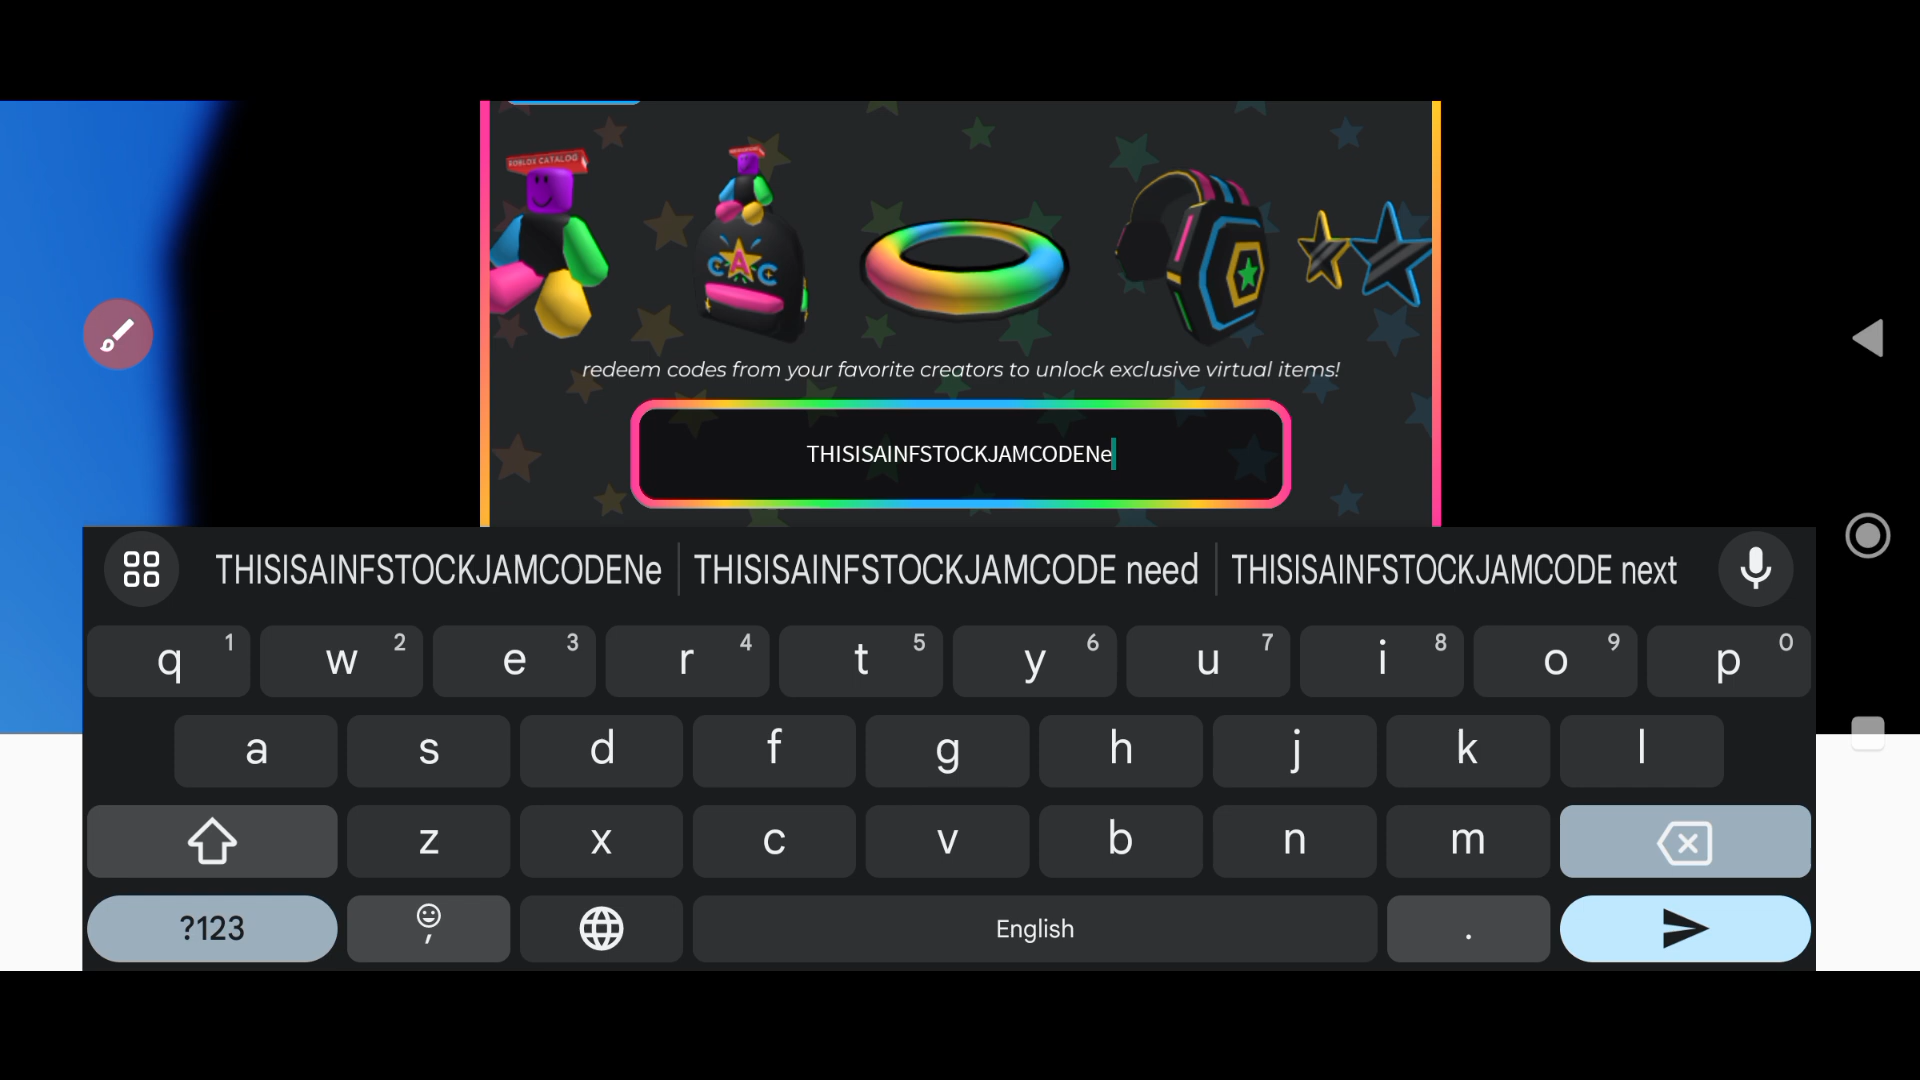 ROBLOX CATALOG
CAC
redeem codes from your favorite creators to unlock exclusive virtual items!
THISISAINFSTOCKJAMCODENe
THISISAINFSTOCKJAMCODENe THISISAINFSTOCKJAMCODE need THISISAINFSTOCKJAMCODE next
q 1 w 2 e 3 r 4 t 5 y 6 u 7 i 8 o 9 p 0
a s d f g h j k l
z x c v b n m
?123 , English .